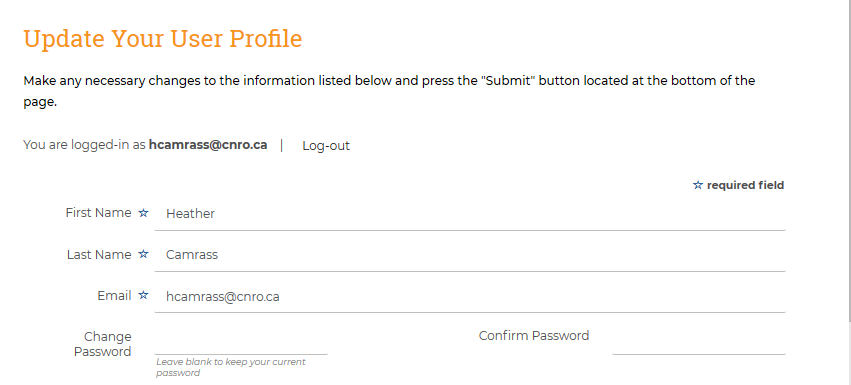 Update Your User Profile
Make any necessary changes to the information listed below and press the "Submit" button located at the bottom of the
page.
You are logged-in as hcamrass@cnro.ca | Log-out
☆ required field
First Name ☆ Heather
Last Name ☆ Camrass
Email ☆ hcamrass@cnro.ca
Change Confirm Password
Password
Leave blank to keep your current
password